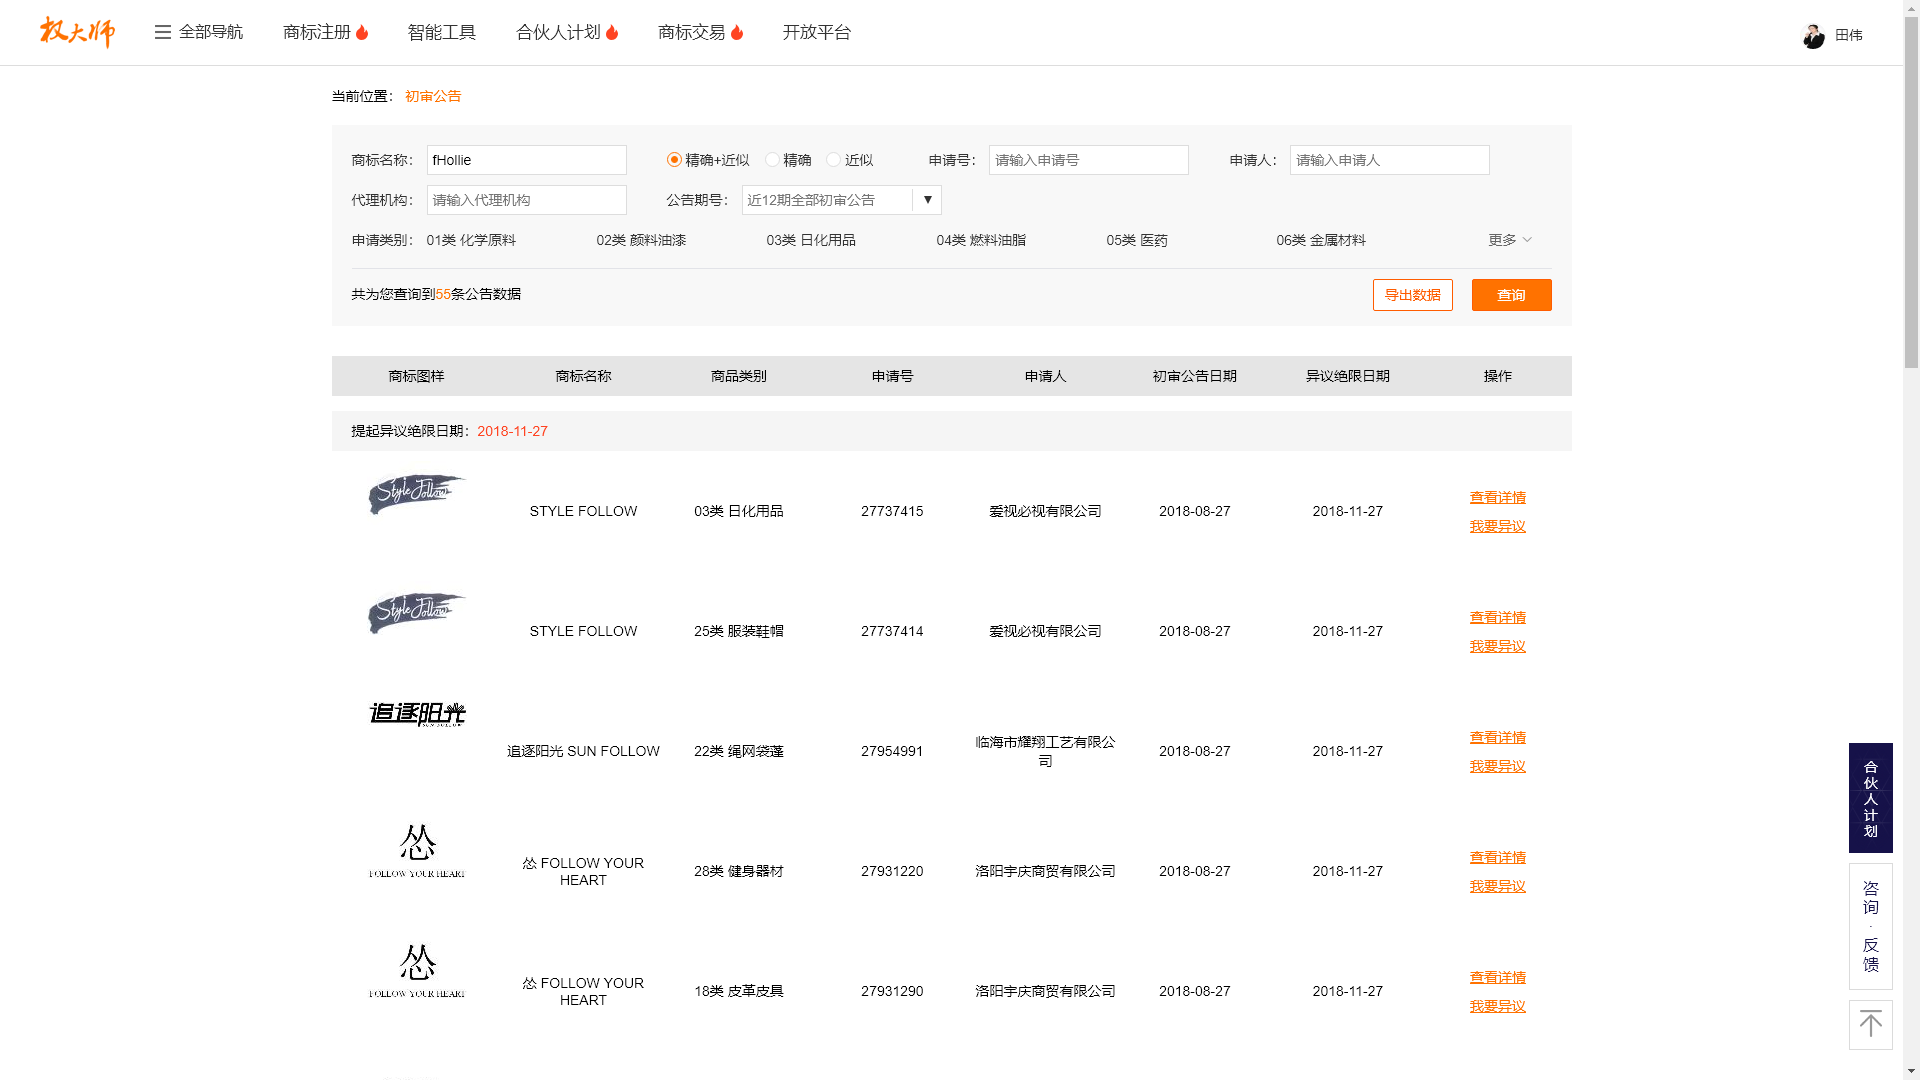 权大师 全部导航 商标注册 智能工具 合伙人计划 商标交易 开放平台 田伟
当前位置： 初审公告
商标名称： fHollie 精确+近似 精确 近似 申请号： 请输入申请号 申请人： 请输入申请人
代理机构： 请输入代理机构 公告期号： 近12期全部初审公告 ▼
申请类别： 01类 化学原料 02类 颜料油漆 03类 日化用品 04类 燃料油脂 05类 医药 06类 金属材料 更多
共为您查询到55条公告数据 导出数据 查询
商标图样 商标名称 商品类别 申请号 申请人 初审公告日期 异议绝限日期 操作
提起异议绝限日期：2018-11-27
Style Follow
STYLE FOLLOW 03类 日化用品 27737415 爱视必视有限公司 2018-08-27 2018-11-27 查看详情
我要异议
Style Follow
STYLE FOLLOW 25类 服装鞋帽 27737414 爱视必视有限公司 2018-08-27 2018-11-27 查看详情
我要异议
追逐阳光
SUN FOLLOW
追逐阳光 SUN FOLLOW 22类 绳网袋蓬 27954991 临海市耀翔工艺有限公
司 2018-08-27 2018-11-27 查看详情
我要异议
怂
FOLLOW YOUR HEART
怂 FOLLOW YOUR
HEART 28类 健身器材 27931220 洛阳宇庆商贸有限公司 2018-08-27 2018-11-27 查看详情
我要异议
怂
FOLLOW YOUR HEART
怂 FOLLOW YOUR
HEART 18类 皮革皮具 27931290 洛阳宇庆商贸有限公司 2018-08-27 2018-11-27 查看详情
我要异议
合伙人计划
咨询·反馈